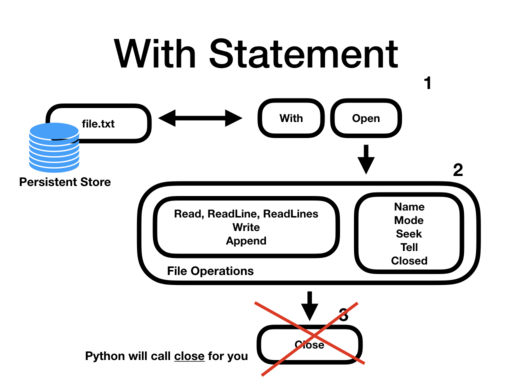 With Statement
1
file.txt
With
Open
Persistent Store
2
Read, ReadLine, ReadLines
Write
Append
Name
Mode
Seek
Tell
Closed
File Operations
3
Close
Python will call close for you